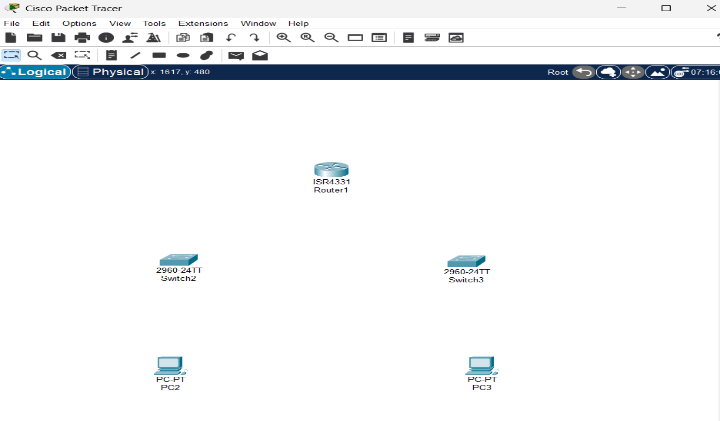 Cisco Packet Tracer
File Edit Options View Tools Extensions Window Help
Logical Physical x: 1617, y: 480 Root 07:16:
ISR4331
Router1
2960-24TT
Switch2
2960-24TT
Switch3
PC-PT
PC2
PC-PT
PC3